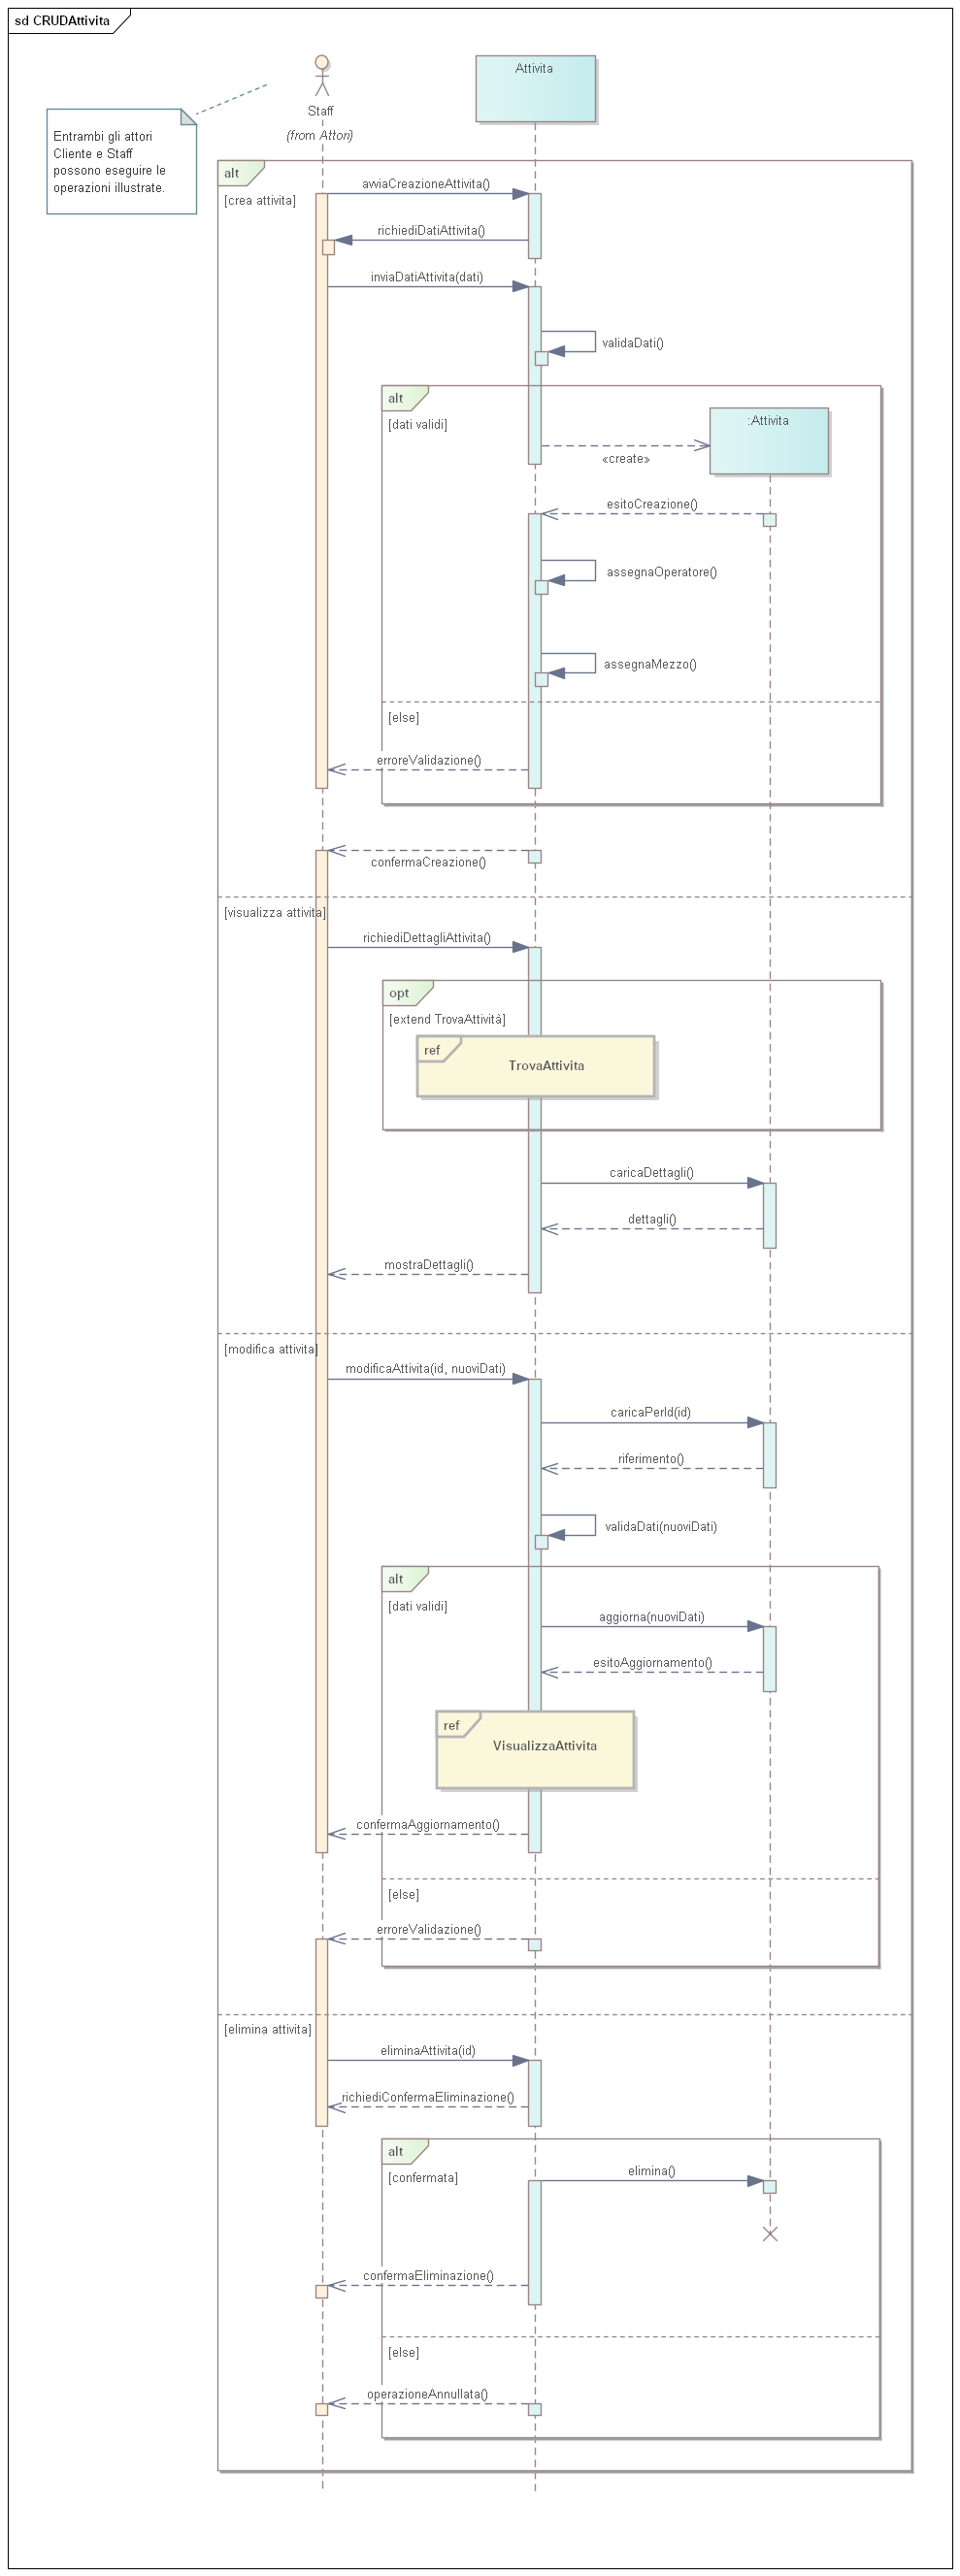 sd CRUDAttivita
Staff
(from Attori)
Attivita
Entrambi gli attori
Cliente e Staff
possono eseguire le
operazioni illustrate.
alt
[crea attivita]
avviaCreazioneAttivita()
richiediDatiAttivita()
inviaDatiAttivita(dati)
validaDati()
alt
[dati validi]
:Attivita
«create»
esitoCreazione()
assegnaOperatore()
assegnaMezzo()
[else]
erroreValidazione()
confermaCreazione()
[visualizza attivita]
richiediDettagliAttivita()
opt
[extend TrovaAttività]
ref
TrovaAttivita
caricaDettagli()
dettagli()
mostraDettagli()
[modifica attivita]
modificaAttivita(id, nuoviDati)
caricaPerId(id)
riferimento()
validaDati(nuoviDati)
alt
[dati validi]
aggiorna(nuoviDati)
esitoAggiornamento()
ref
VisualizzaAttivita
confermaAggiornamento()
[else]
erroreValidazione()
[elimina attivita]
eliminaAttivita(id)
richiediConfermaEliminazione()
alt
[confermata]
elimina()
confermaEliminazione()
[else]
operazioneAnnullata()